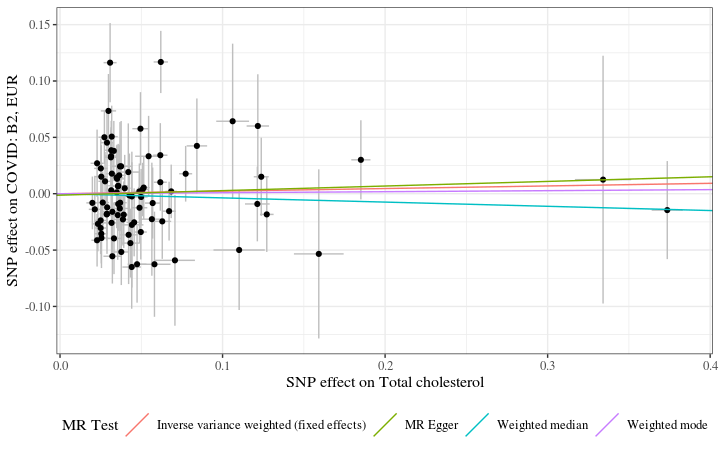 0.15
0.10
0.05
0.00
-0.05
-0.10
SNP effect on COVID: B2, EUR
0.0 0.1 0.2 0.3 0.4
SNP effect on Total cholesterol
MR Test Inverse variance weighted (fixed effects) MR Egger Weighted median Weighted mode